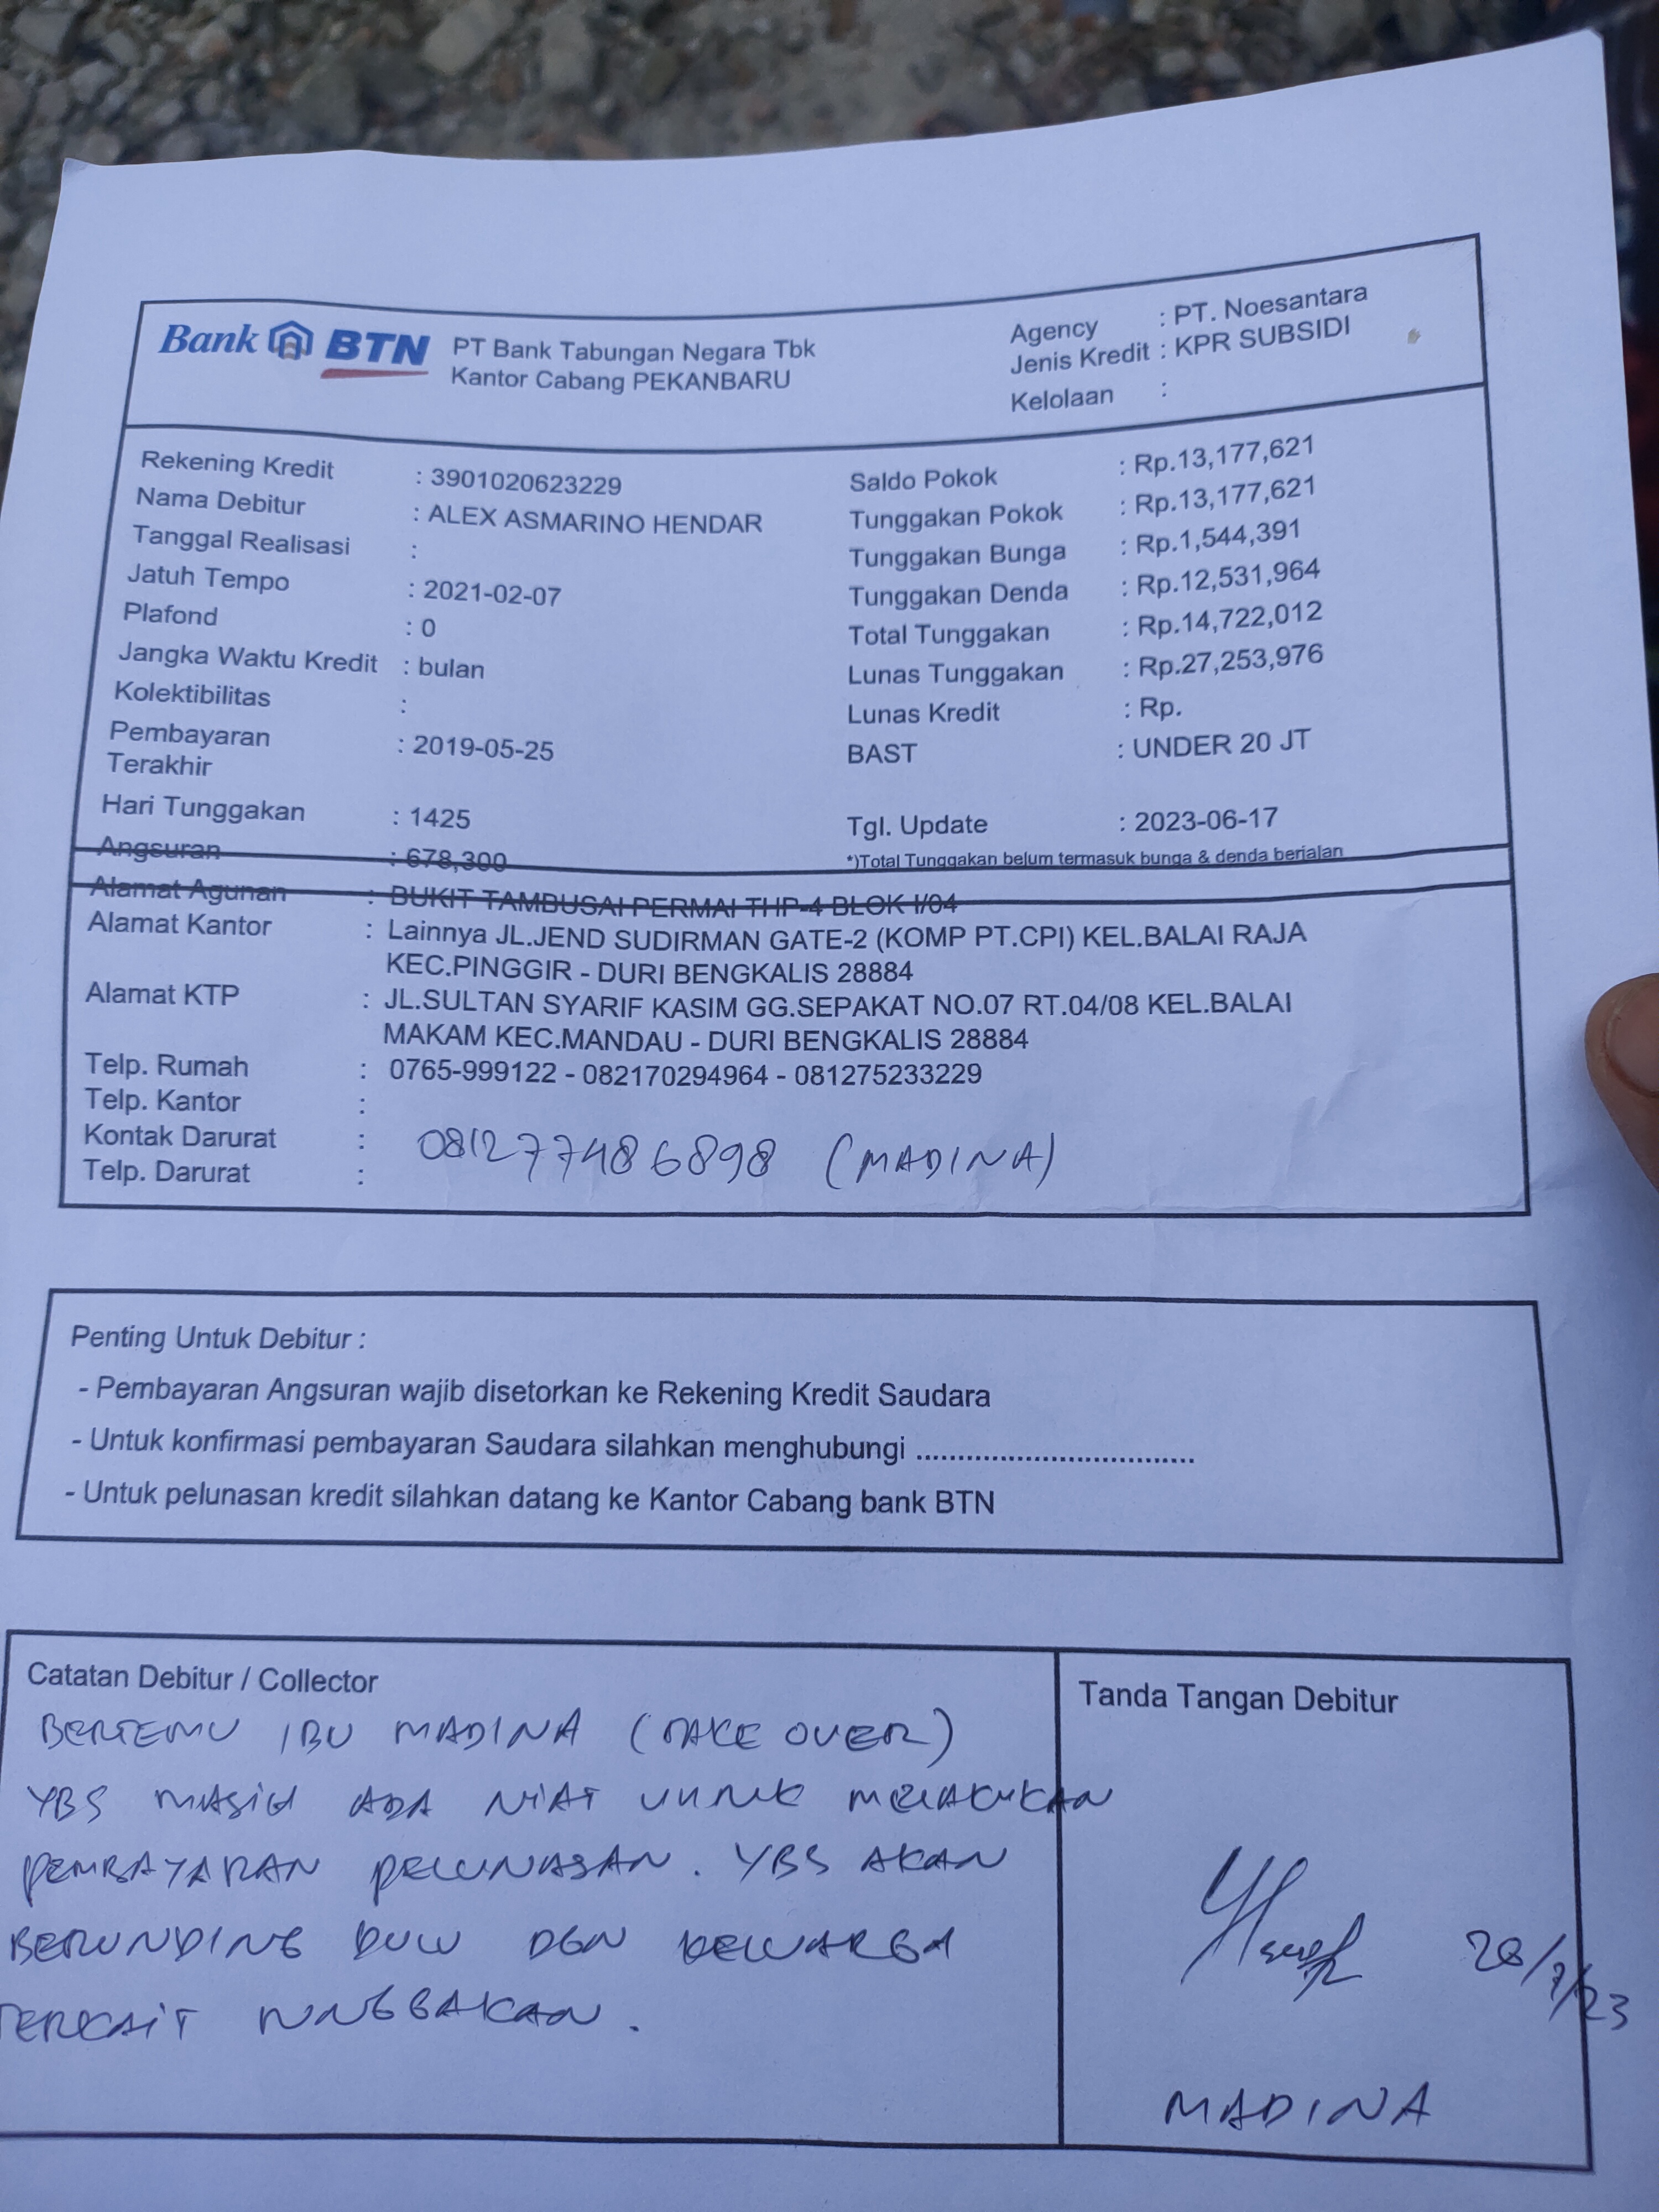 Bank BTN
PT Bank Tabungan Negara Tbk
Kantor Cabang PEKANBARU
Agency : PT. Noesantara
Jenis Kredit : KPR SUBSIDI
Kelolaan :
Rekening Kredit : 3901020623229
Nama Debitur : ALEX ASMARINO HENDAR
Tanggal Realisasi :
Jatuh Tempo : 2021-02-07
Plafond : 0
Jangka Waktu Kredit : bulan
Kolektibilitas :
Pembayaran Terakhir : 2019-05-25
Hari Tunggakan : 1425
Angsuran : 678,300
Saldo Pokok : Rp.13,177,621
Tunggakan Pokok : Rp.13,177,621
Tunggakan Bunga : Rp.1,544,391
Tunggakan Denda : Rp.12,531,964
Total Tunggakan : Rp.14,722,012
Lunas Tunggakan : Rp.27,253,976
Lunas Kredit : Rp.
BAST : UNDER 20 JT
Tgl. Update : 2023-06-17
*)Total Tunggakan belum termasuk bunga & denda berjalan
Alamat Agunan : BUKIT TAMBUSAI PERMAI THP-4 BLOK I/04
Alamat Kantor : Lainnya JL.JEND SUDIRMAN GATE-2 (KOMP PT.CPI) KEL.BALAI RAJA
KEC.PINGGIR - DURI BENGKALIS 28884
Alamat KTP : JL.SULTAN SYARIF KASIM GG.SEPAKAT NO.07 RT.04/08 KEL.BALAI
MAKAM KEC.MANDAU - DURI BENGKALIS 28884
Telp. Rumah : 0765-999122 - 082170294964 - 081275233229
Telp. Kantor :
Kontak Darurat : 081277486898 (MADINA)
Telp. Darurat :
Penting Untuk Debitur :
- Pembayaran Angsuran wajib disetorkan ke Rekening Kredit Saudara
- Untuk konfirmasi pembayaran Saudara silahkan menghubungi ..................................
- Untuk pelunasan kredit silahkan datang ke Kantor Cabang bank BTN
Catatan Debitur / Collector
BERTEMU IBU MADINA (TAKE OVER)
YBS MASIH ADA NIAT UNTUK MELAKUKAN
PEMBAYARAN PELUNASAN. YBS AKAN
BERUNDING DULU DGN KELUARGA
TERKAIT TUNGGAKAN.
Tanda Tangan Debitur
28/7/23
MADINA